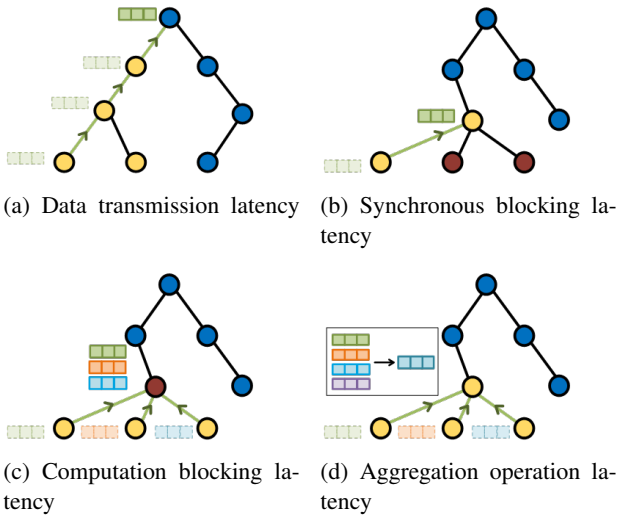 (a) Data transmission latency
(b) Synchronous blocking la-
tency
(c) Computation blocking la-
tency
(d) Aggregation operation la-
tency